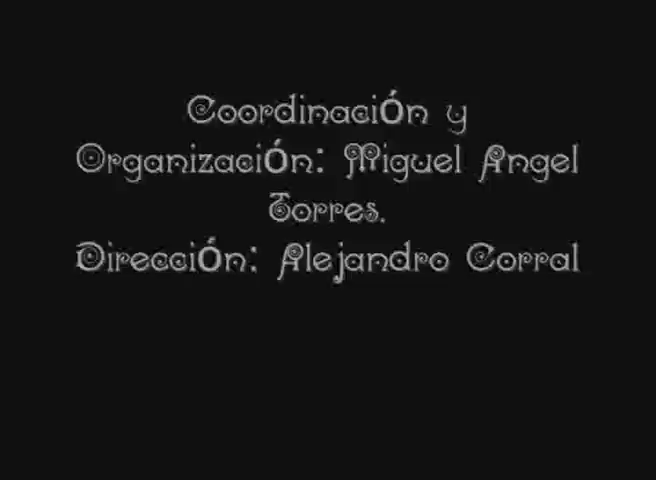 Coordinación y
Organización: Miguel Angel
Torres.
Dirección: Alejandro Corral